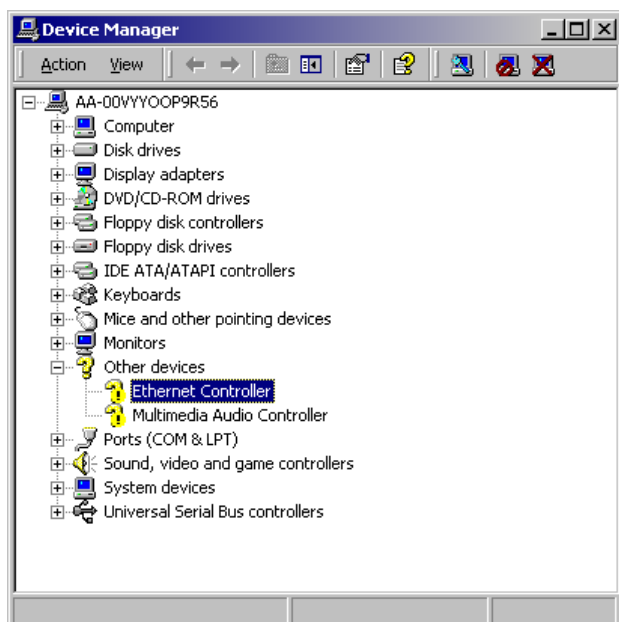 Device Manager
Action View
AA-00VYYOOP9R56
Computer
Disk drives
Display adapters
DVD/CD-ROM drives
Floppy disk controllers
Floppy disk drives
IDE ATA/ATAPI controllers
Keyboards
Mice and other pointing devices
Monitors
Other devices
Ethernet Controller
Multimedia Audio Controller
Ports (COM & LPT)
Sound, video and game controllers
System devices
Universal Serial Bus controllers